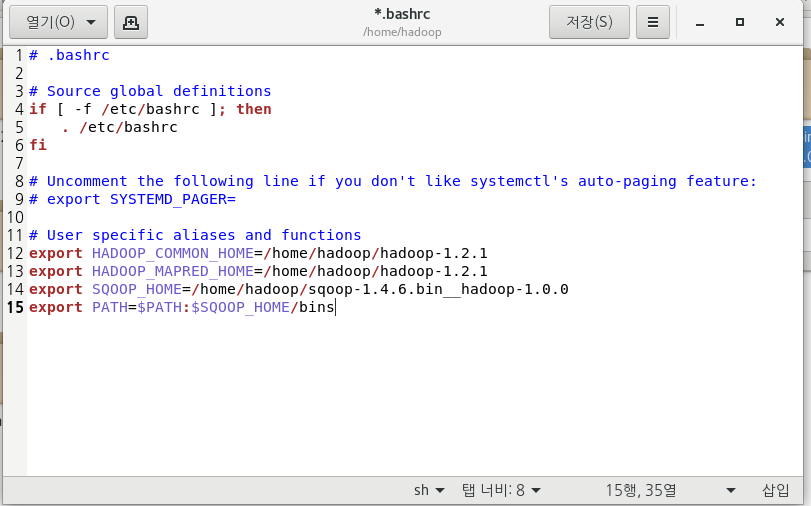 열기(O)
*.bashrc
/home/hadoop
저장(S)
1 # .bashrc
2
3 # Source global definitions
4 if [ -f /etc/bashrc ]; then
5     . /etc/bashrc
6 fi
7
8 # Uncomment the following line if you don't like systemctl's auto-paging feature:
9 # export SYSTEMD_PAGER=
10
11 # User specific aliases and functions
12 export HADOOP_COMMON_HOME=/home/hadoop/hadoop-1.2.1
13 export HADOOP_MAPRED_HOME=/home/hadoop/hadoop-1.2.1
14 export SQOOP_HOME=/home/hadoop/sqoop-1.4.6.bin__hadoop-1.0.0
15 export PATH=$PATH:$SQOOP_HOME/bins
sh 탭 너비: 8 15행, 35열 삽입